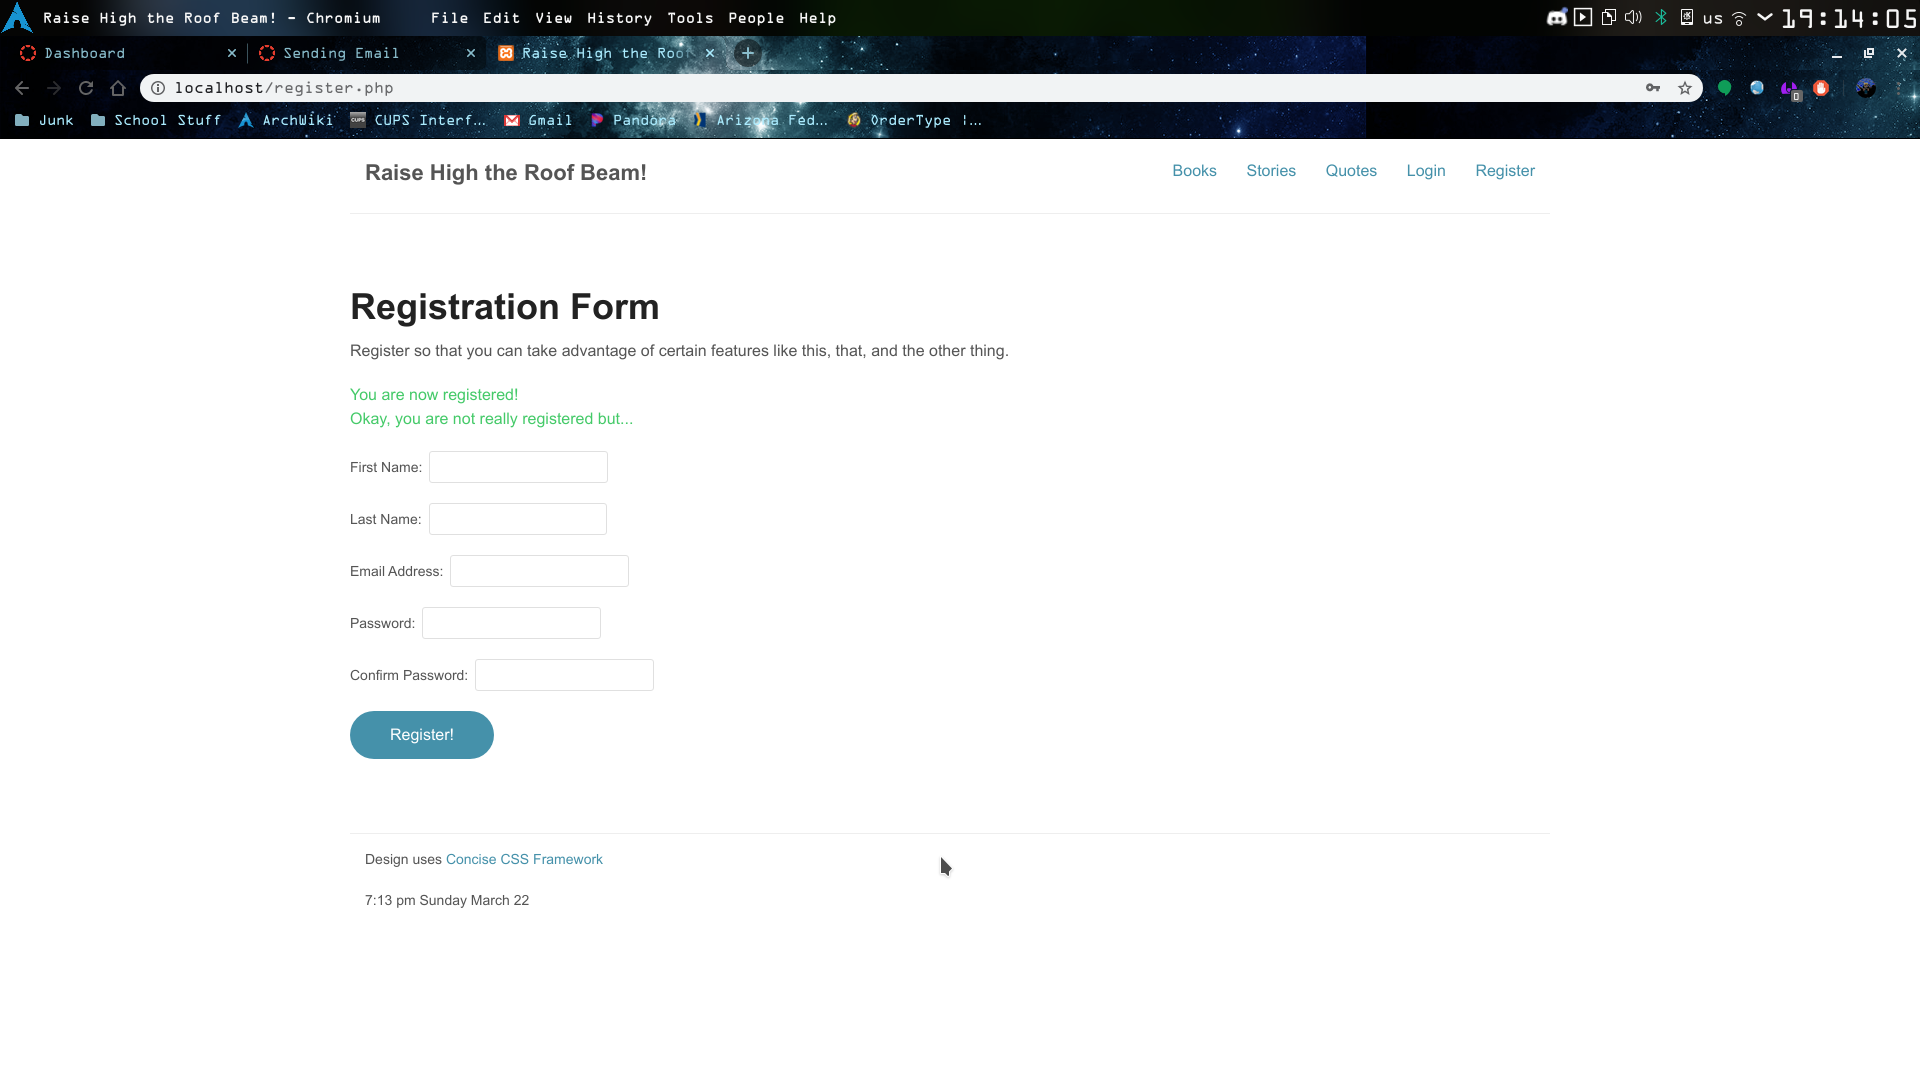 Raise High the Roof Beam! - Chromium File Edit View History Tools People Help us 19:14:05
Dashboard Sending Email Raise High the Roo
localhost/register.php
Junk School Stuff ArchWiki CUPS Interf... Gmail Pandora Arizona Fed... OrderType |...
Raise High the Roof Beam! Books Stories Quotes Login Register
Registration Form
Register so that you can take advantage of certain features like this, that, and the other thing.
You are now registered!
Okay, you are not really registered but...
First Name:
Last Name:
Email Address:
Password:
Confirm Password:
Register!
Design uses Concise CSS Framework
7:13 pm Sunday March 22